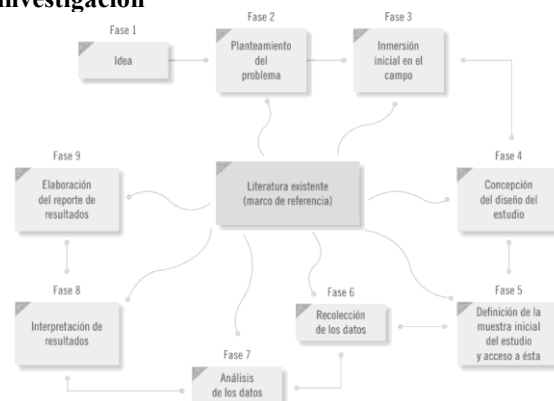 investigación
Fase 1
Idea
Fase 2
Planteamiento
del
problema
Fase 3
Inmersión
inicial en el
campo
Fase 4
Concepción
del diseño del
estudio
Fase 5
Definición de la
muestra inicial
del estudio
y acceso a ésta
Fase 6
Recolección
de los datos
Fase 7
Análisis
de los datos
Fase 8
Interpretación de
resultados
Fase 9
Elaboración
del reporte de
resultados
Literatura existente
(marco de referencia)